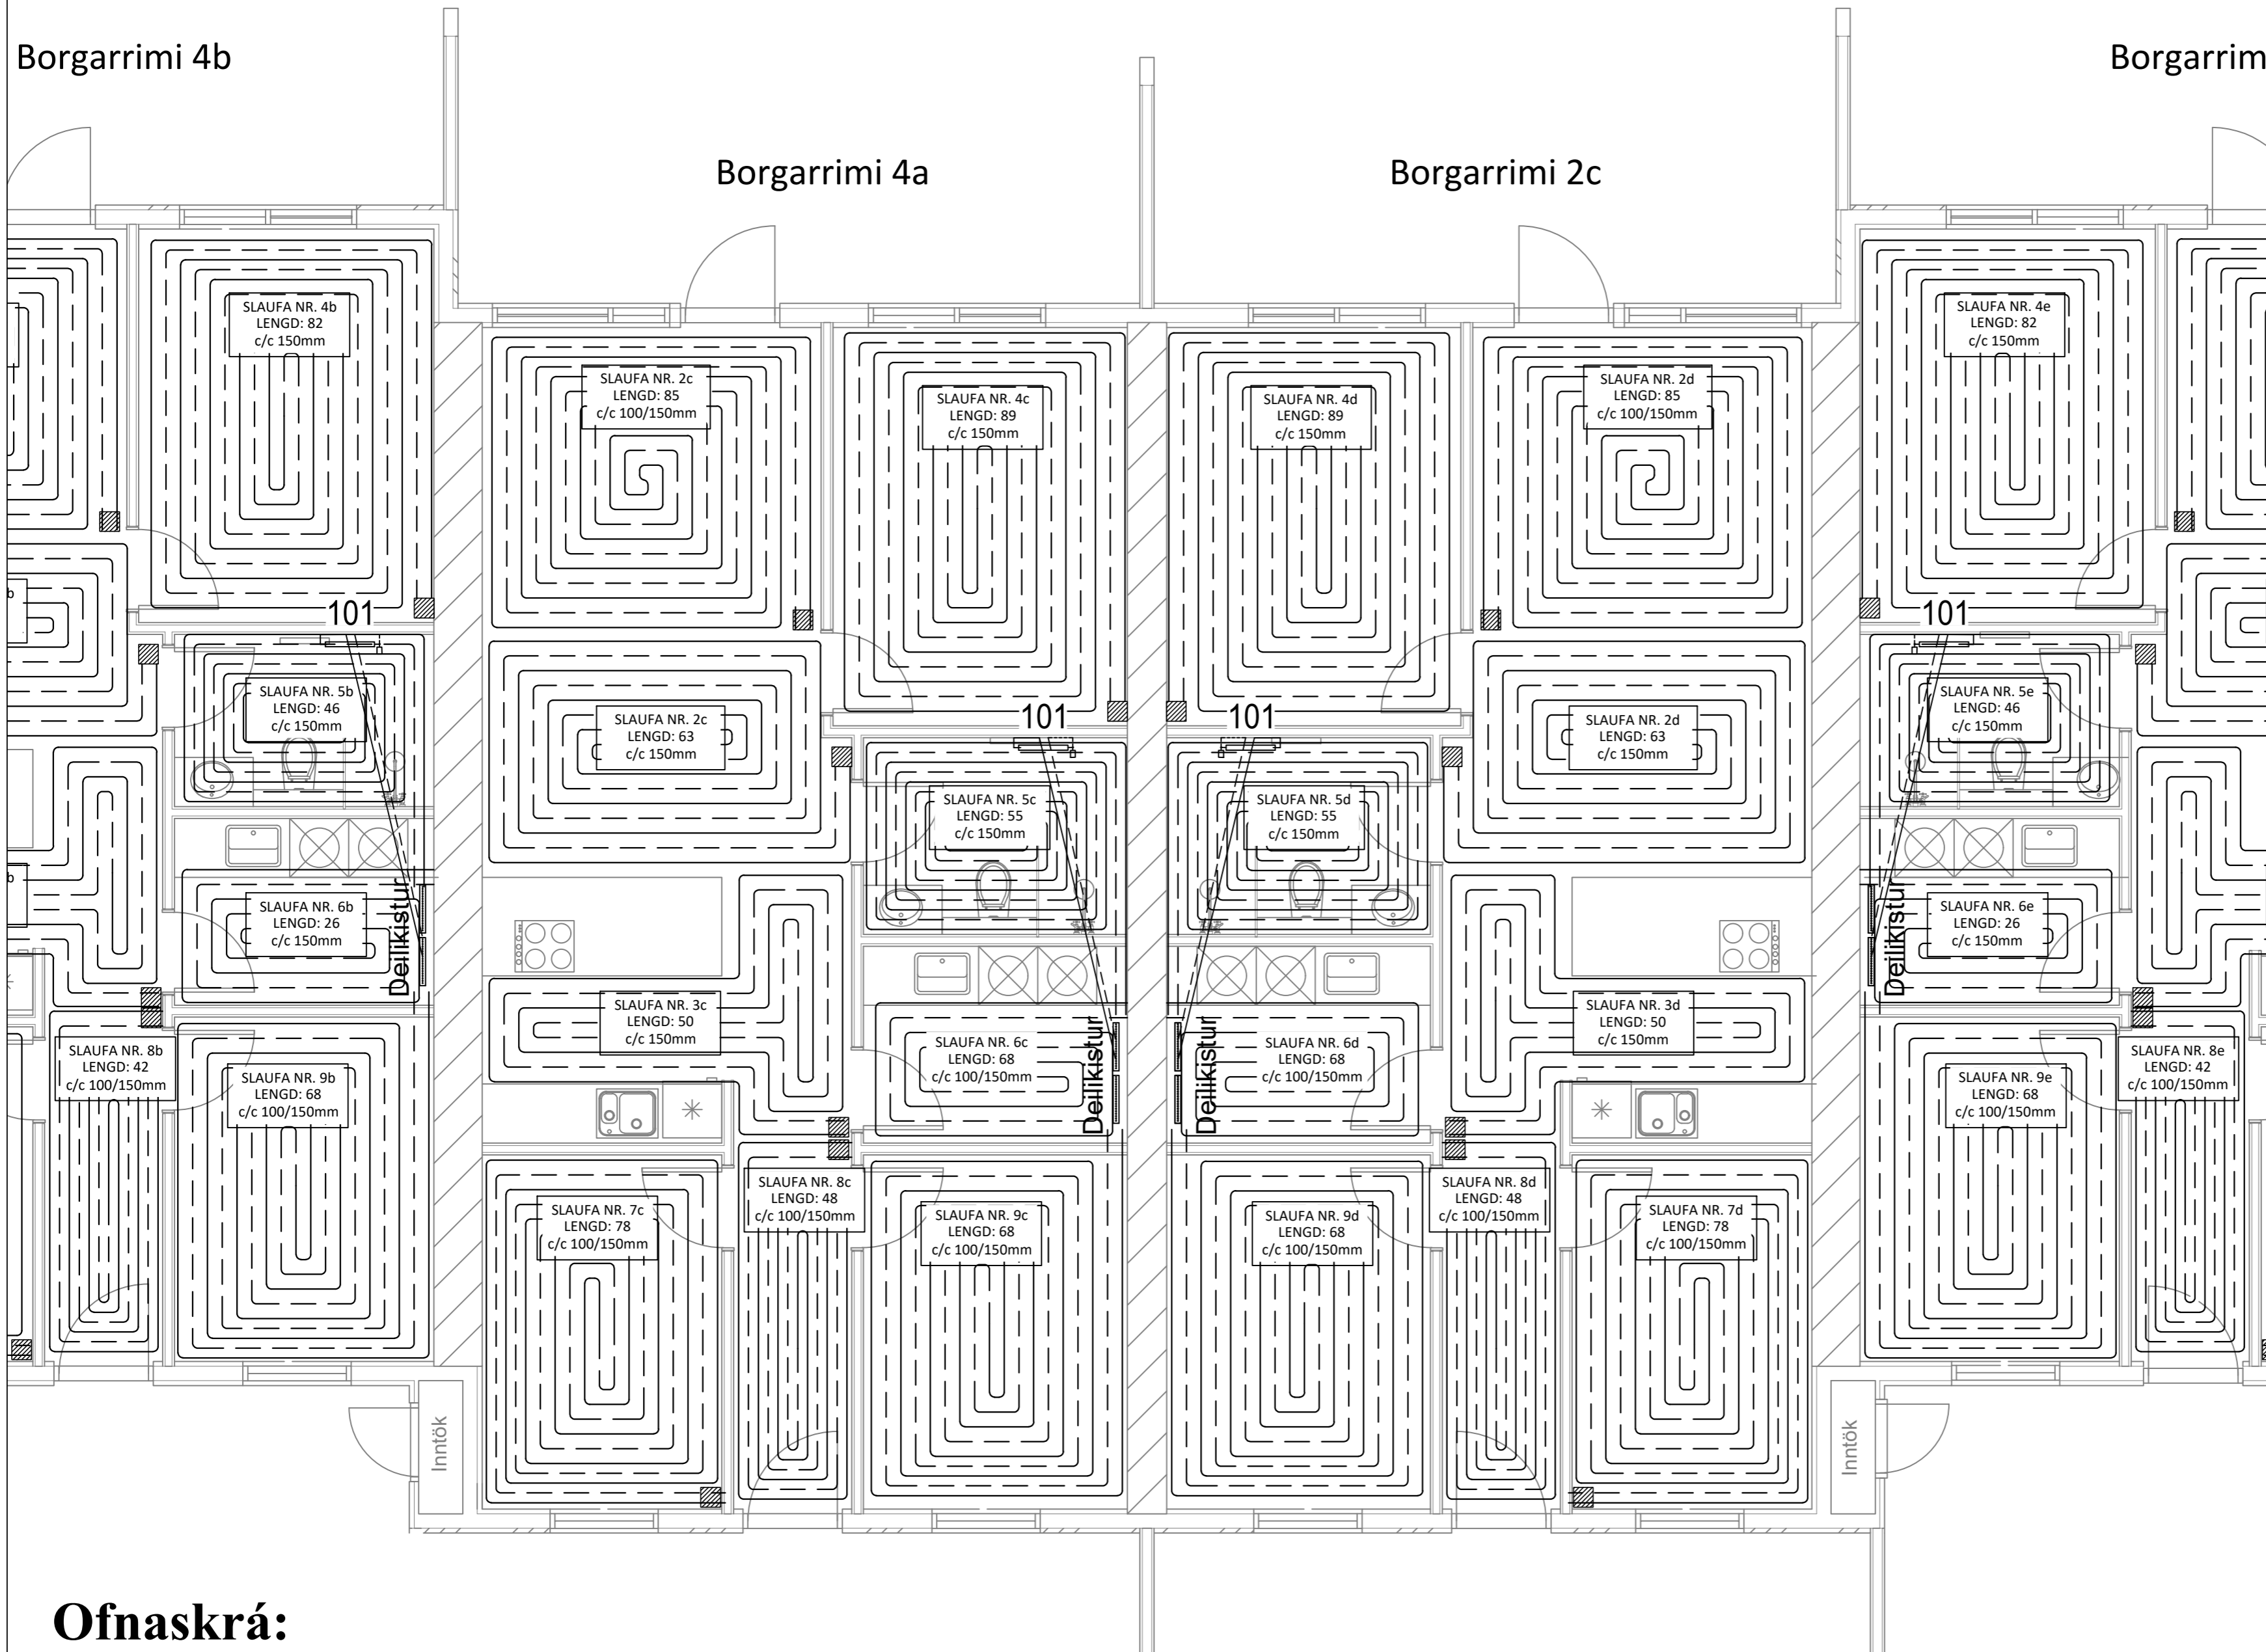 Borgarrimi 4b
Borgarrim
Borgarrimi 4a
Borgarrimi 2c
SLAUFA NR. 4b
LENGD: 82
c/c 150mm
SLAUFA NR. 2c
LENGD: 85
c/c 100/150mm
SLAUFA NR. 4c
LENGD: 89
c/c 150mm
SLAUFA NR. 4d
LENGD: 89
c/c 150mm
SLAUFA NR. 2d
LENGD: 85
c/c 100/150mm
SLAUFA NR. 4e
LENGD: 82
c/c 150mm
b
101
101
SLAUFA NR. 5b
LENGD: 46
c/c 150mm
SLAUFA NR. 2c
LENGD: 63
c/c 150mm
101
101
SLAUFA NR. 2d
LENGD: 63
c/c 150mm
SLAUFA NR. 5e
LENGD: 46
c/c 150mm
SLAUFA NR. 5c
LENGD: 55
c/c 150mm
SLAUFA NR. 5d
LENGD: 55
c/c 150mm
b
SLAUFA NR. 6b
LENGD: 26
c/c 150mm
Deilikistur
Deilikistur
SLAUFA NR. 6e
LENGD: 26
c/c 150mm
SLAUFA NR. 3c
LENGD: 50
c/c 150mm
SLAUFA NR. 6c
LENGD: 68
c/c 100/150mm
Deilikistur
Deilikistur
SLAUFA NR. 6d
LENGD: 68
c/c 100/150mm
SLAUFA NR. 3d
LENGD: 50
c/c 150mm
SLAUFA NR. 8b
LENGD: 42
c/c 100/150mm
SLAUFA NR. 9b
LENGD: 68
c/c 100/150mm
SLAUFA NR. 9e
LENGD: 68
c/c 100/150mm
SLAUFA NR. 8e
LENGD: 42
c/c 100/150mm
SLAUFA NR. 7c
LENGD: 78
c/c 100/150mm
SLAUFA NR. 8c
LENGD: 48
c/c 100/150mm
SLAUFA NR. 9c
LENGD: 68
c/c 100/150mm
SLAUFA NR. 9d
LENGD: 68
c/c 100/150mm
SLAUFA NR. 8d
LENGD: 48
c/c 100/150mm
SLAUFA NR. 7d
LENGD: 78
c/c 100/150mm
Inntök
Inntök
Ofnaskrá: